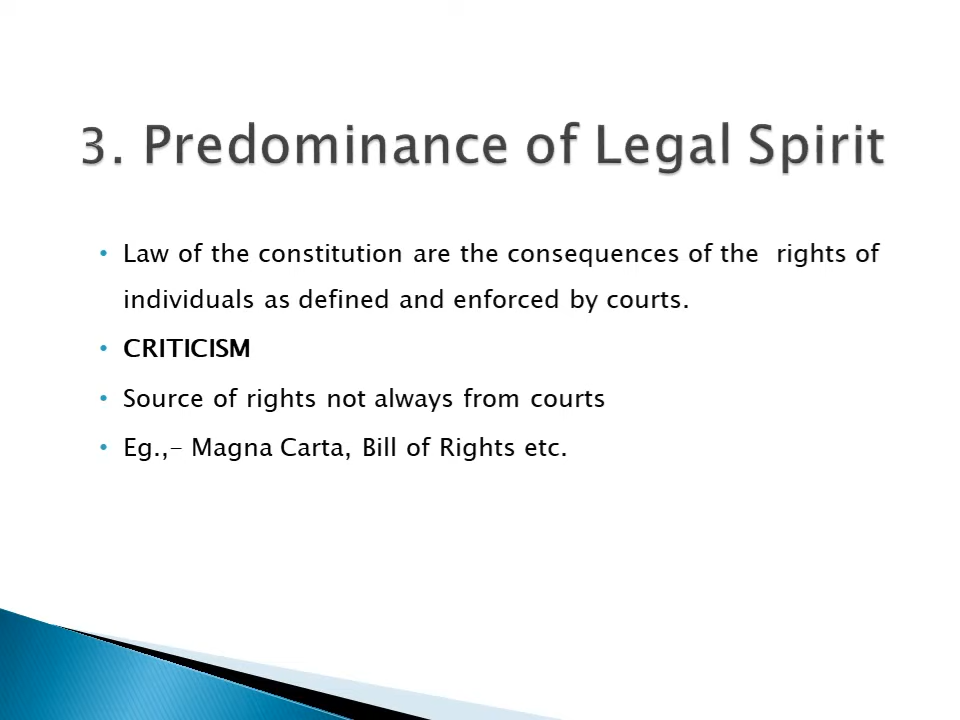 3. Predominance of Legal Spirit
• Law of the constitution are the consequences of the  rights of
individuals as defined and enforced by courts.
• CRITICISM
• Source of rights not always from courts
• Eg.,- Magna Carta, Bill of Rights etc.